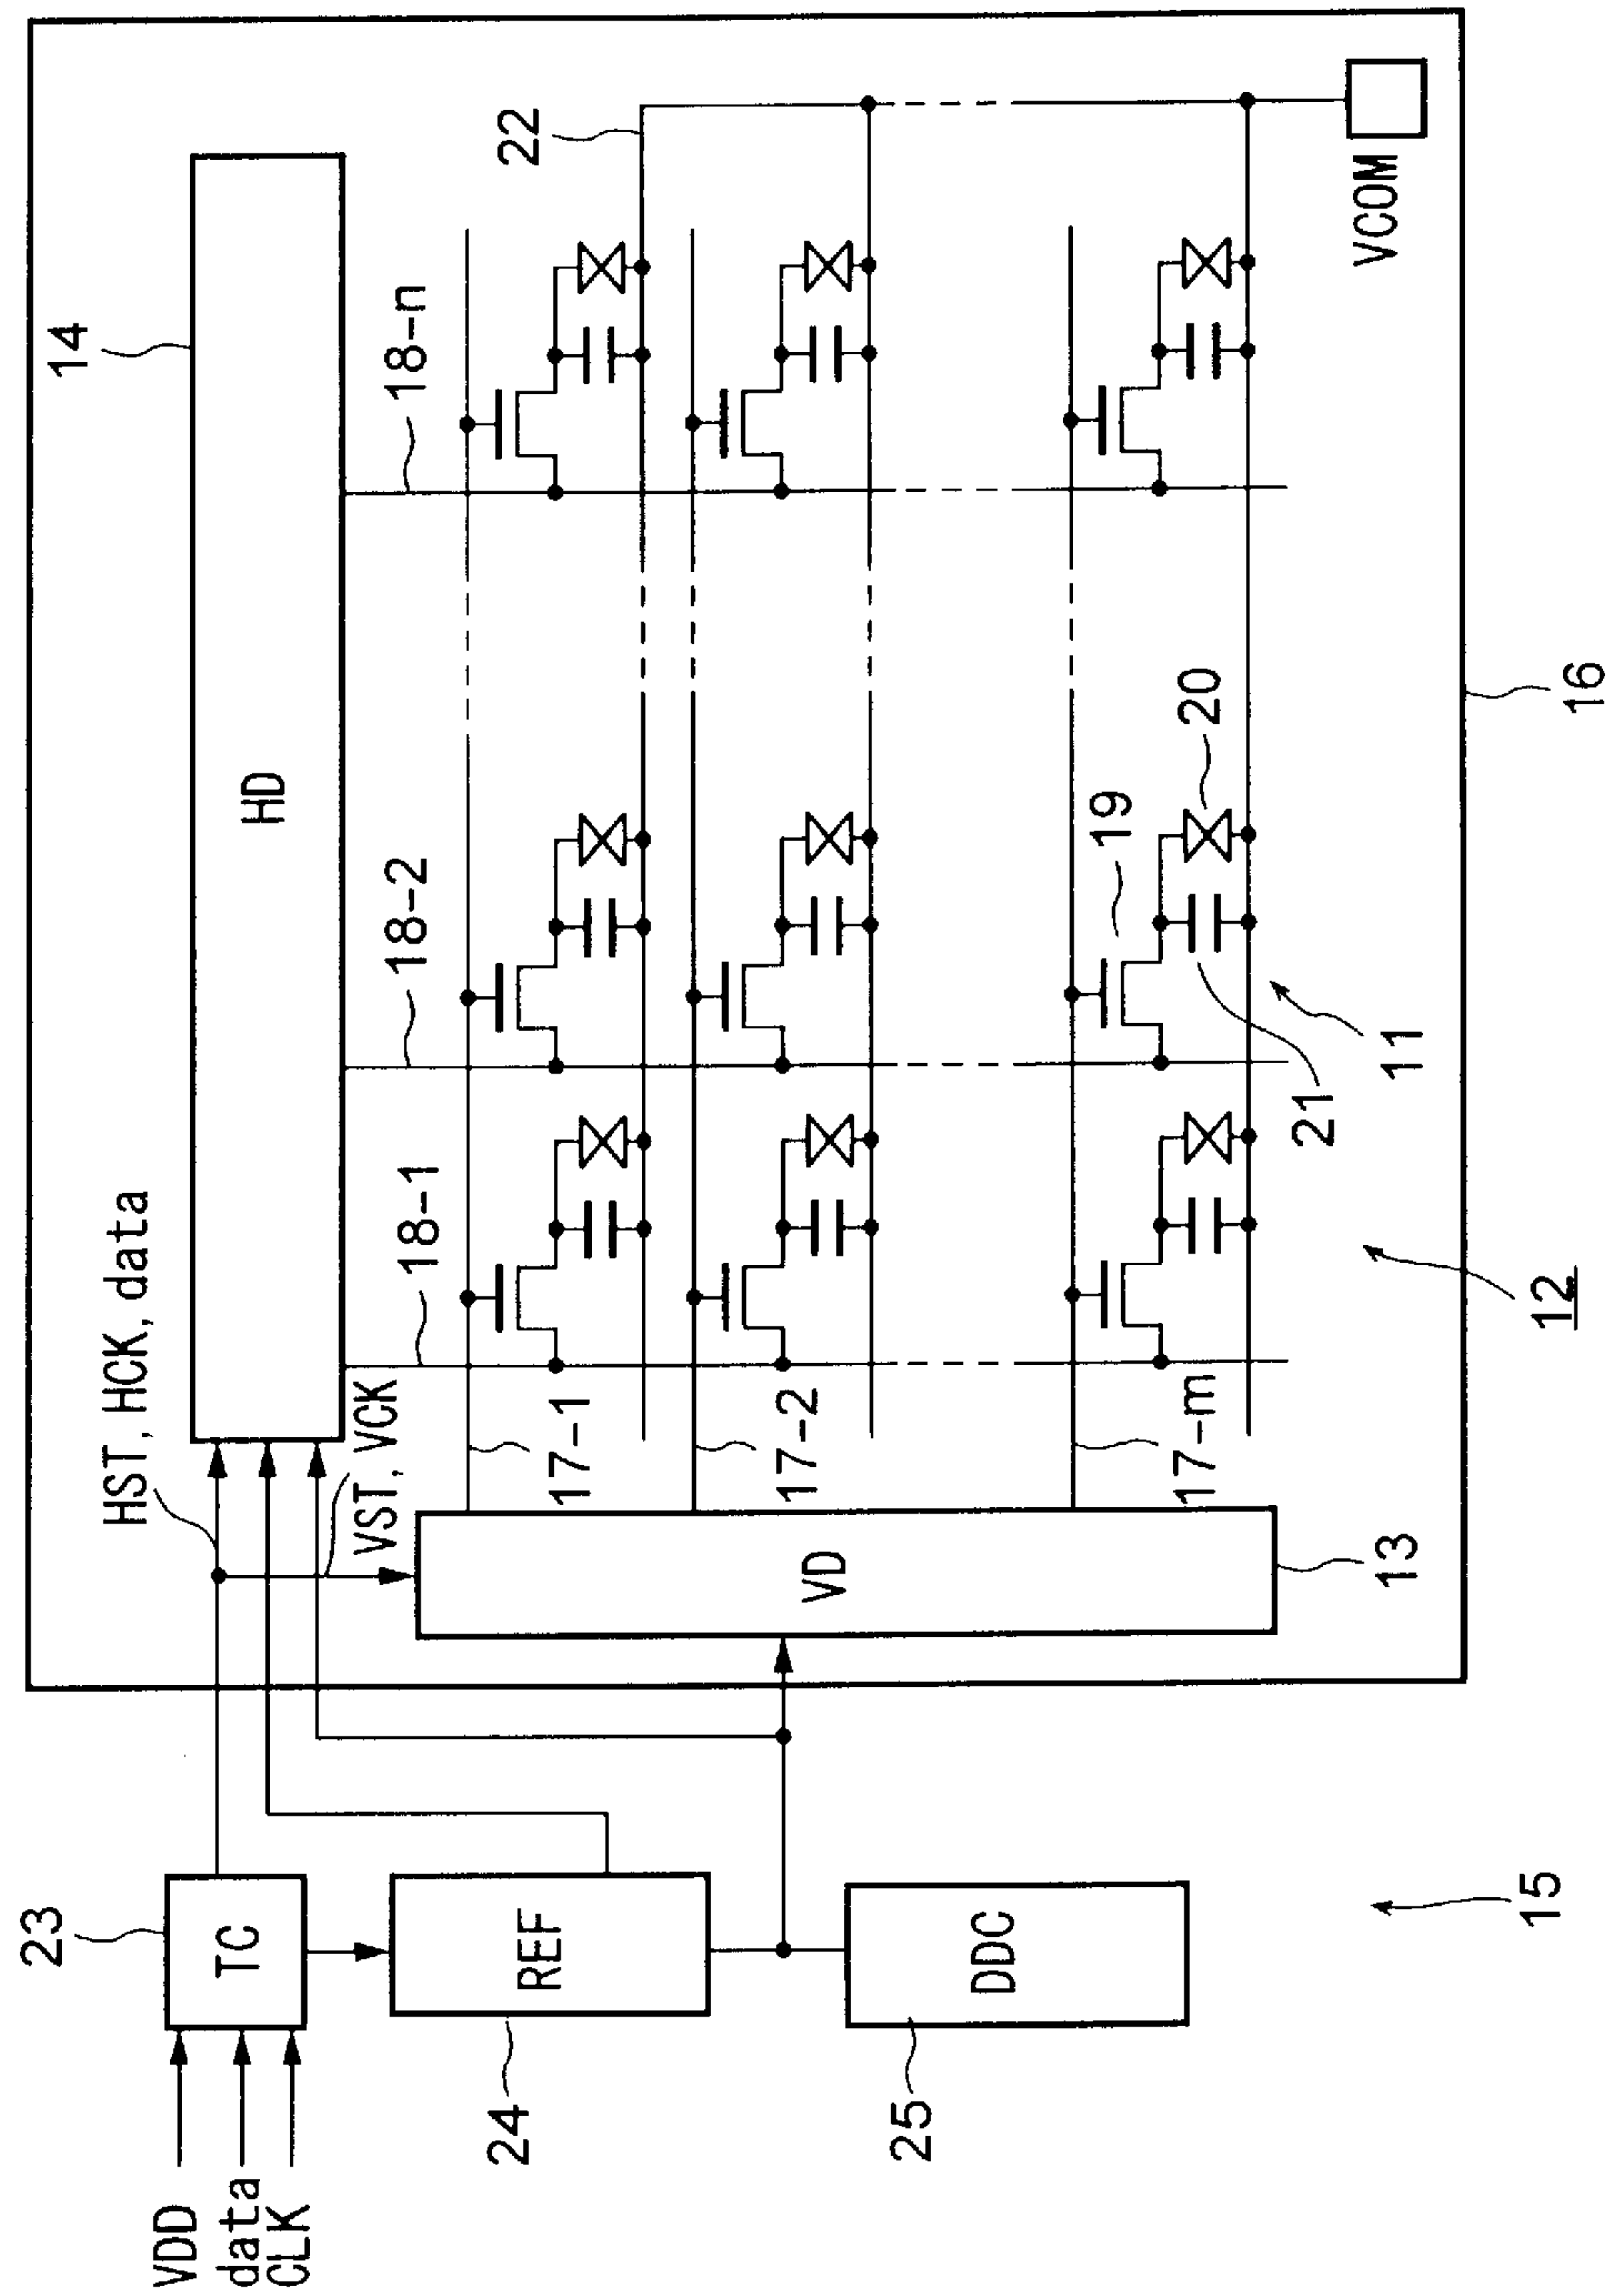 14
HD
HST, HCK, data
18-1
18-2
18-n
22
VST, VCK
17-1
17-2
17-m
VD
13
19
20
21
11
12
VCOM
16
VDD
data
CLK
23
TC
24
REF
25
DDC
15